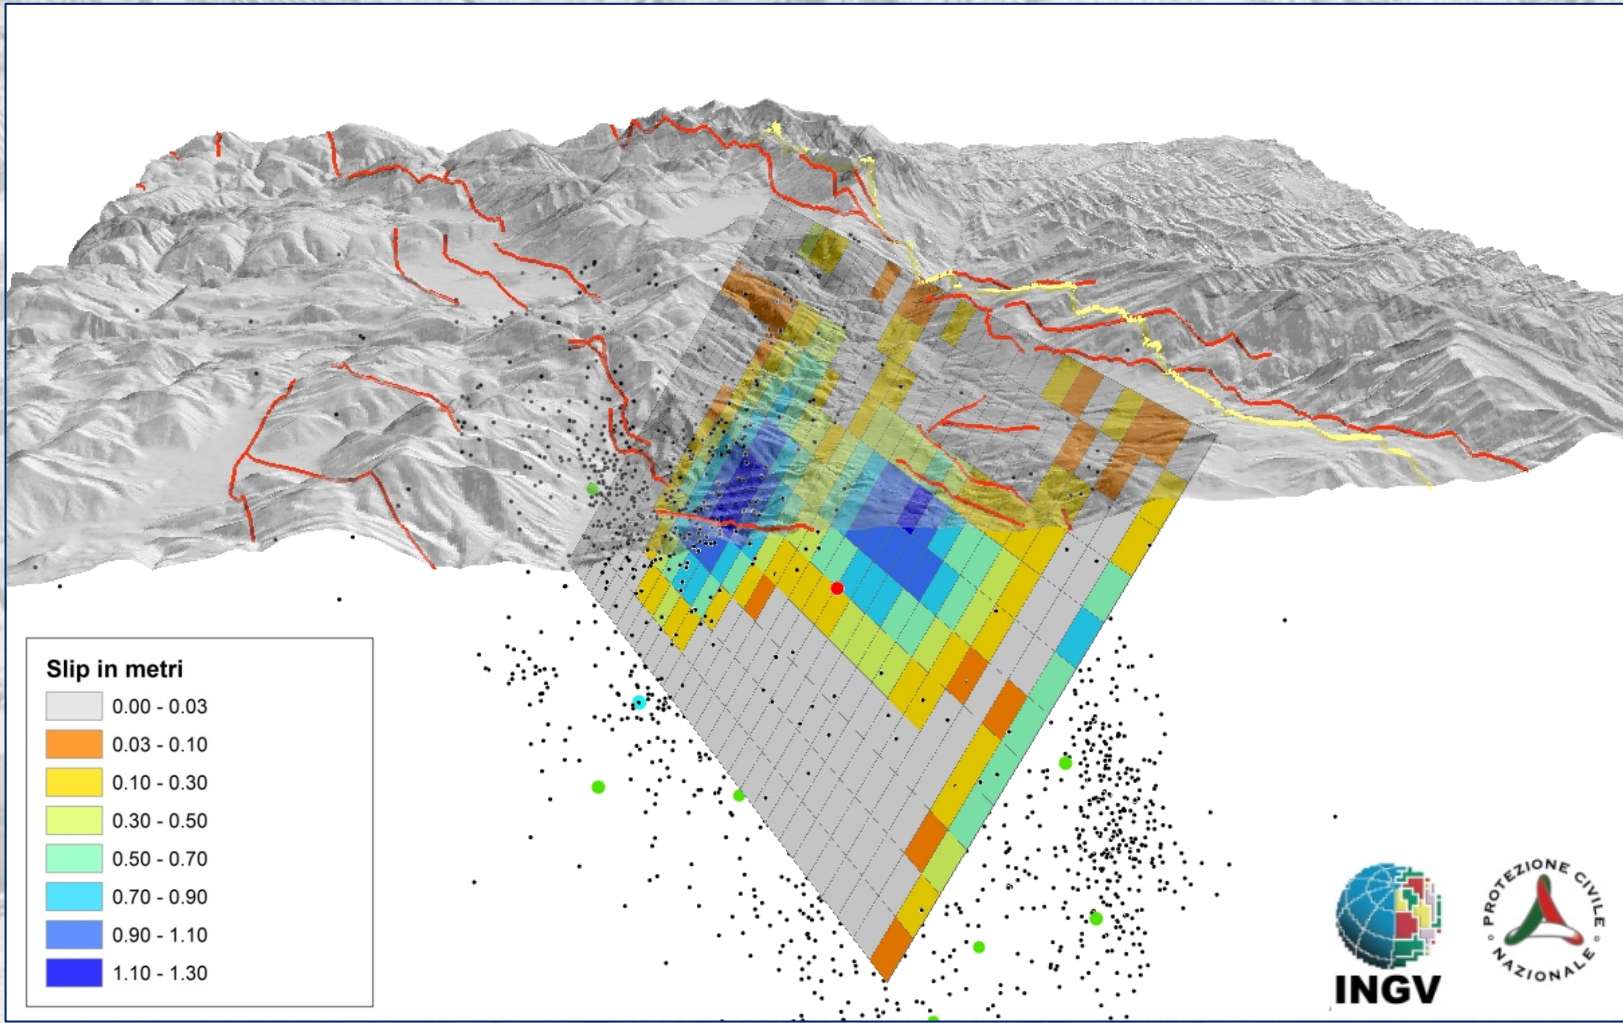 Slip in metri
0.00 - 0.03
0.03 - 0.10
0.10 - 0.30
0.30 - 0.50
0.50 - 0.70
0.70 - 0.90
0.90 - 1.10
1.10 - 1.30
INGV
PROTEZIONE CIVILE
NAZIONALE